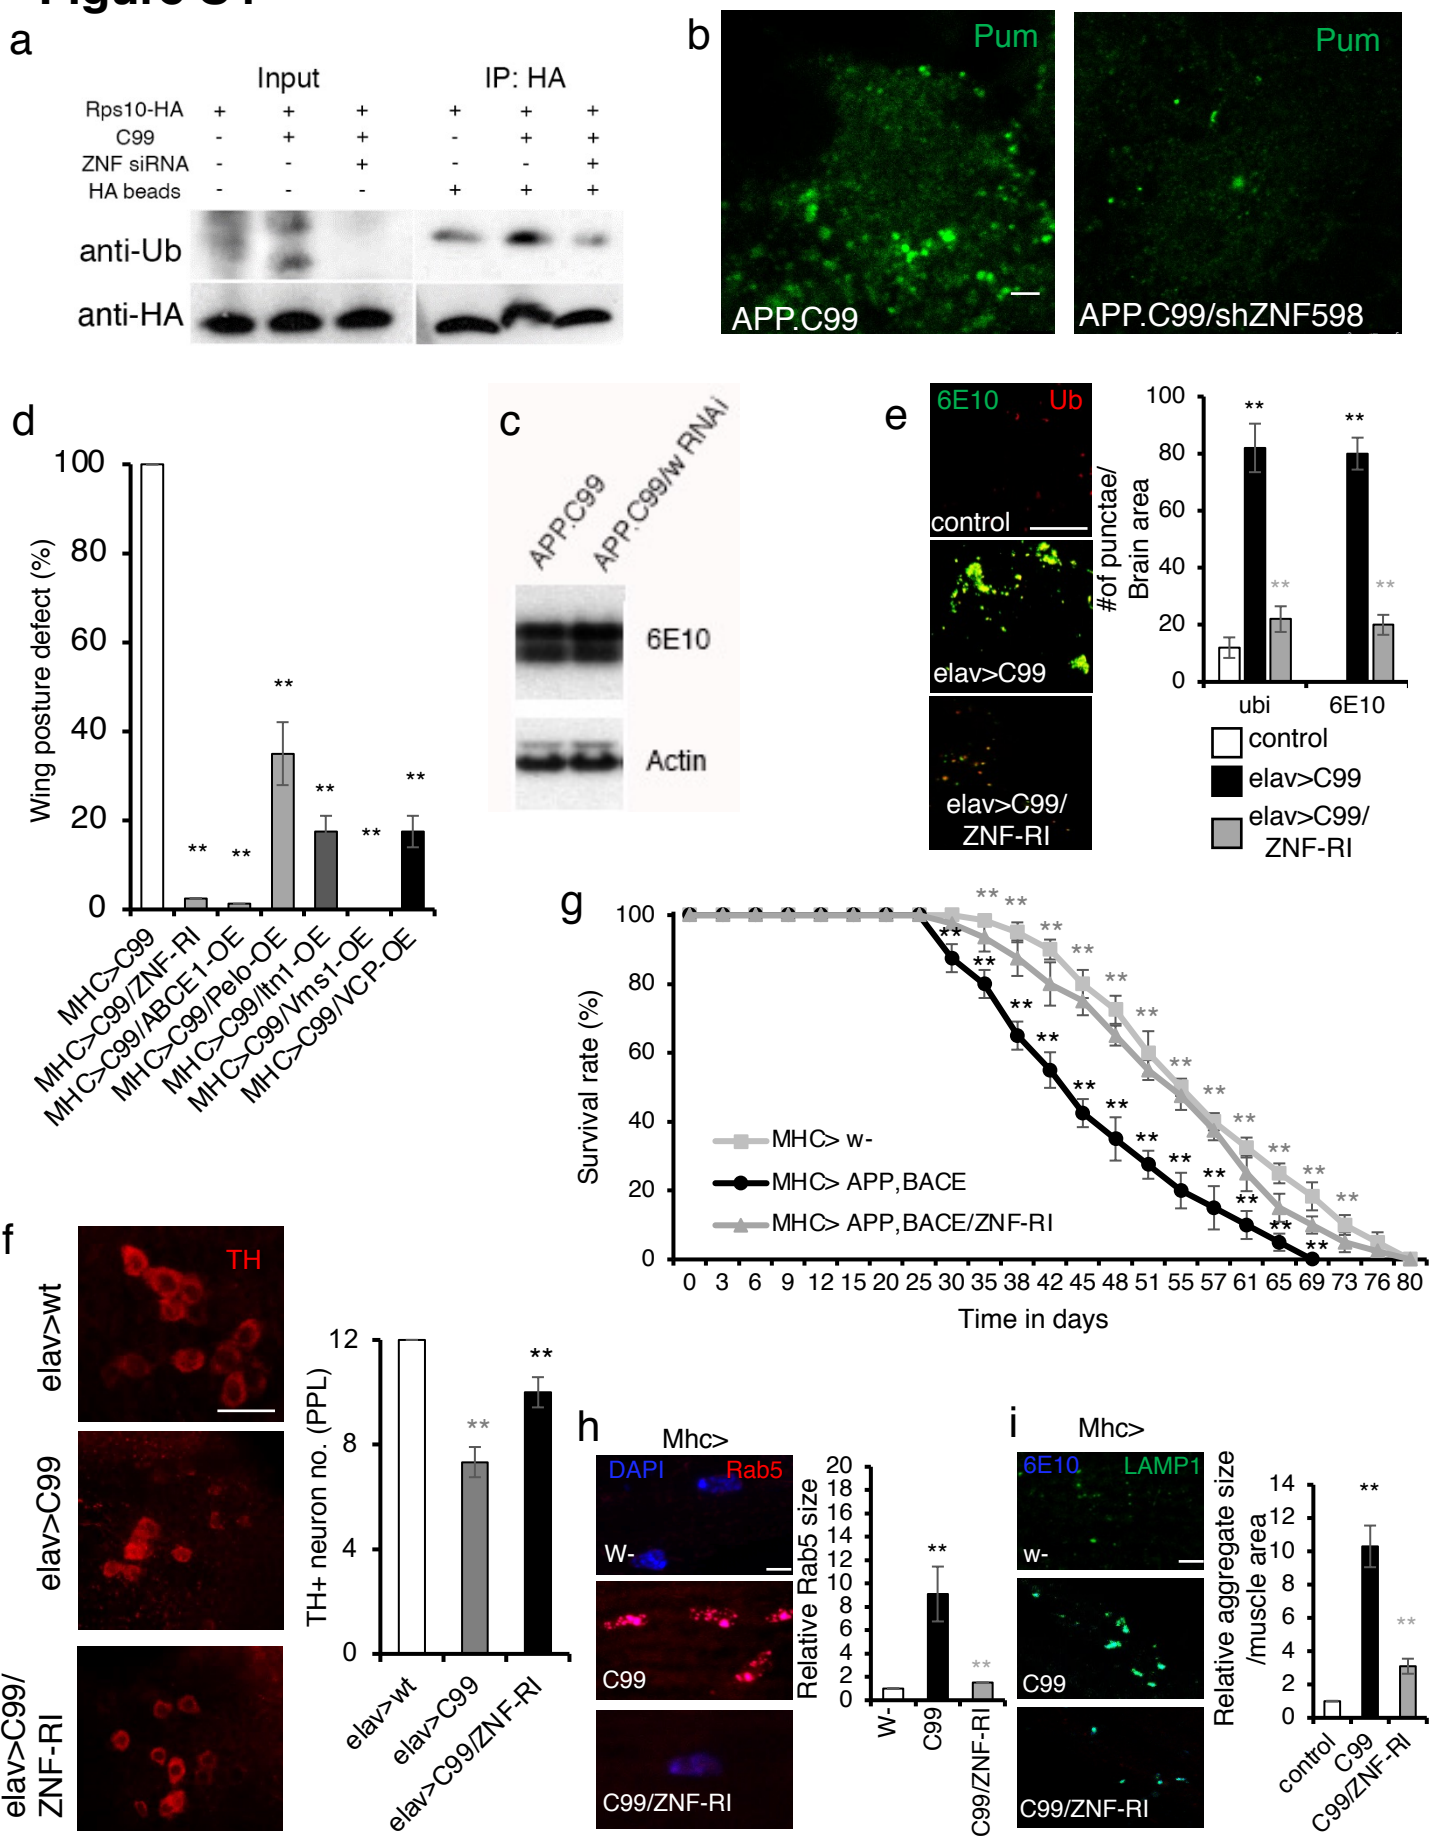 a
Input
IP: HA
Rps10-HA + + + + + +
C99 - + + - + +
ZNF siRNA - - + - - +
HA beads - - - + + +
anti-Ub
anti-HA
b
Pum
APP.C99
Pum
APP.C99/shZNF598
d
100
80
60
40
20
0
Wing posture defect (%)
**
**
**
**
**
**
MHC>C99
MHC>C99/ZNF-RI
MHC>C99/ABCE1-OE
MHC>C99/Pelo-OE
MHC>C99/ltn1-OE
MHC>C99/Vms1-OE
MHC>C99/VCP-OE
c
APP.C99
APP.C99/w RNAi
6E10
Actin
e
6E10
Ub
control
elav>C99
elav>C99/
ZNF-RI
#of punctae/
Brain area
100
80
60
40
20
0
**
**
**
**
ubi
6E10
control
elav>C99
elav>C99/
ZNF-RI
g
Survival rate (%)
100
80
60
40
20
0
** ** ** ** ** ** ** ** ** ** ** ** **
** ** ** ** ** ** ** ** ** ** ** **
MHC> w-
MHC> APP,BACE
MHC> APP,BACE/ZNF-RI
0 3 6 9 12 15 20 25 30 35 38 42 45 48 51 55 57 61 65 69 73 76 80
Time in days
f
elav>wt
TH
elav>C99
elav>C99/
ZNF-RI
TH+ neuron no. (PPL)
12
8
4
0
**
**
elav>wt
elav>C99
elav>C99/ZNF-RI
h
Mhc>
DAPI
Rab5
W-
C99
C99/ZNF-RI
Relative Rab5 size
20
18
16
14
12
10
8
6
4
2
0
**
**
W-
C99
C99/ZNF-RI
i
Mhc>
6E10
LAMP1
w-
C99
C99/ZNF-RI
Relative aggregate size
/muscle area
14
12
10
8
6
4
2
0
**
**
control
C99
C99/ZNF-RI